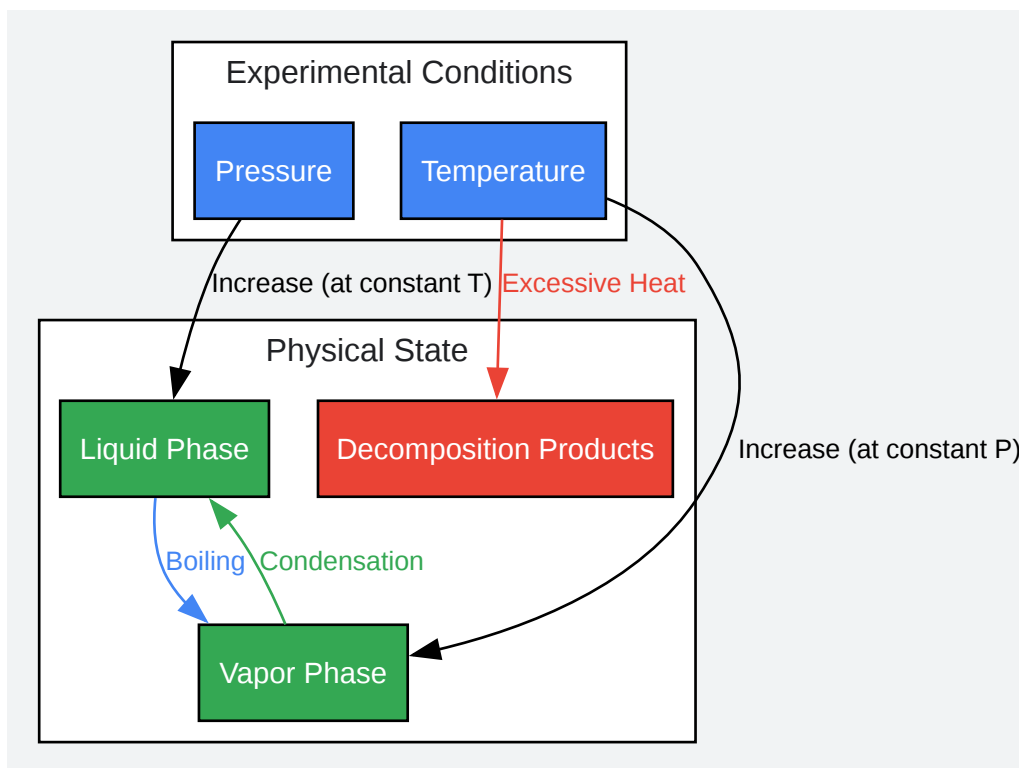 Experimental Conditions
Pressure
Temperature
Increase (at constant T)
Excessive Heat
Physical State
Liquid Phase
Decomposition Products
Increase (at constant P)
Boiling
Condensation
Vapor Phase